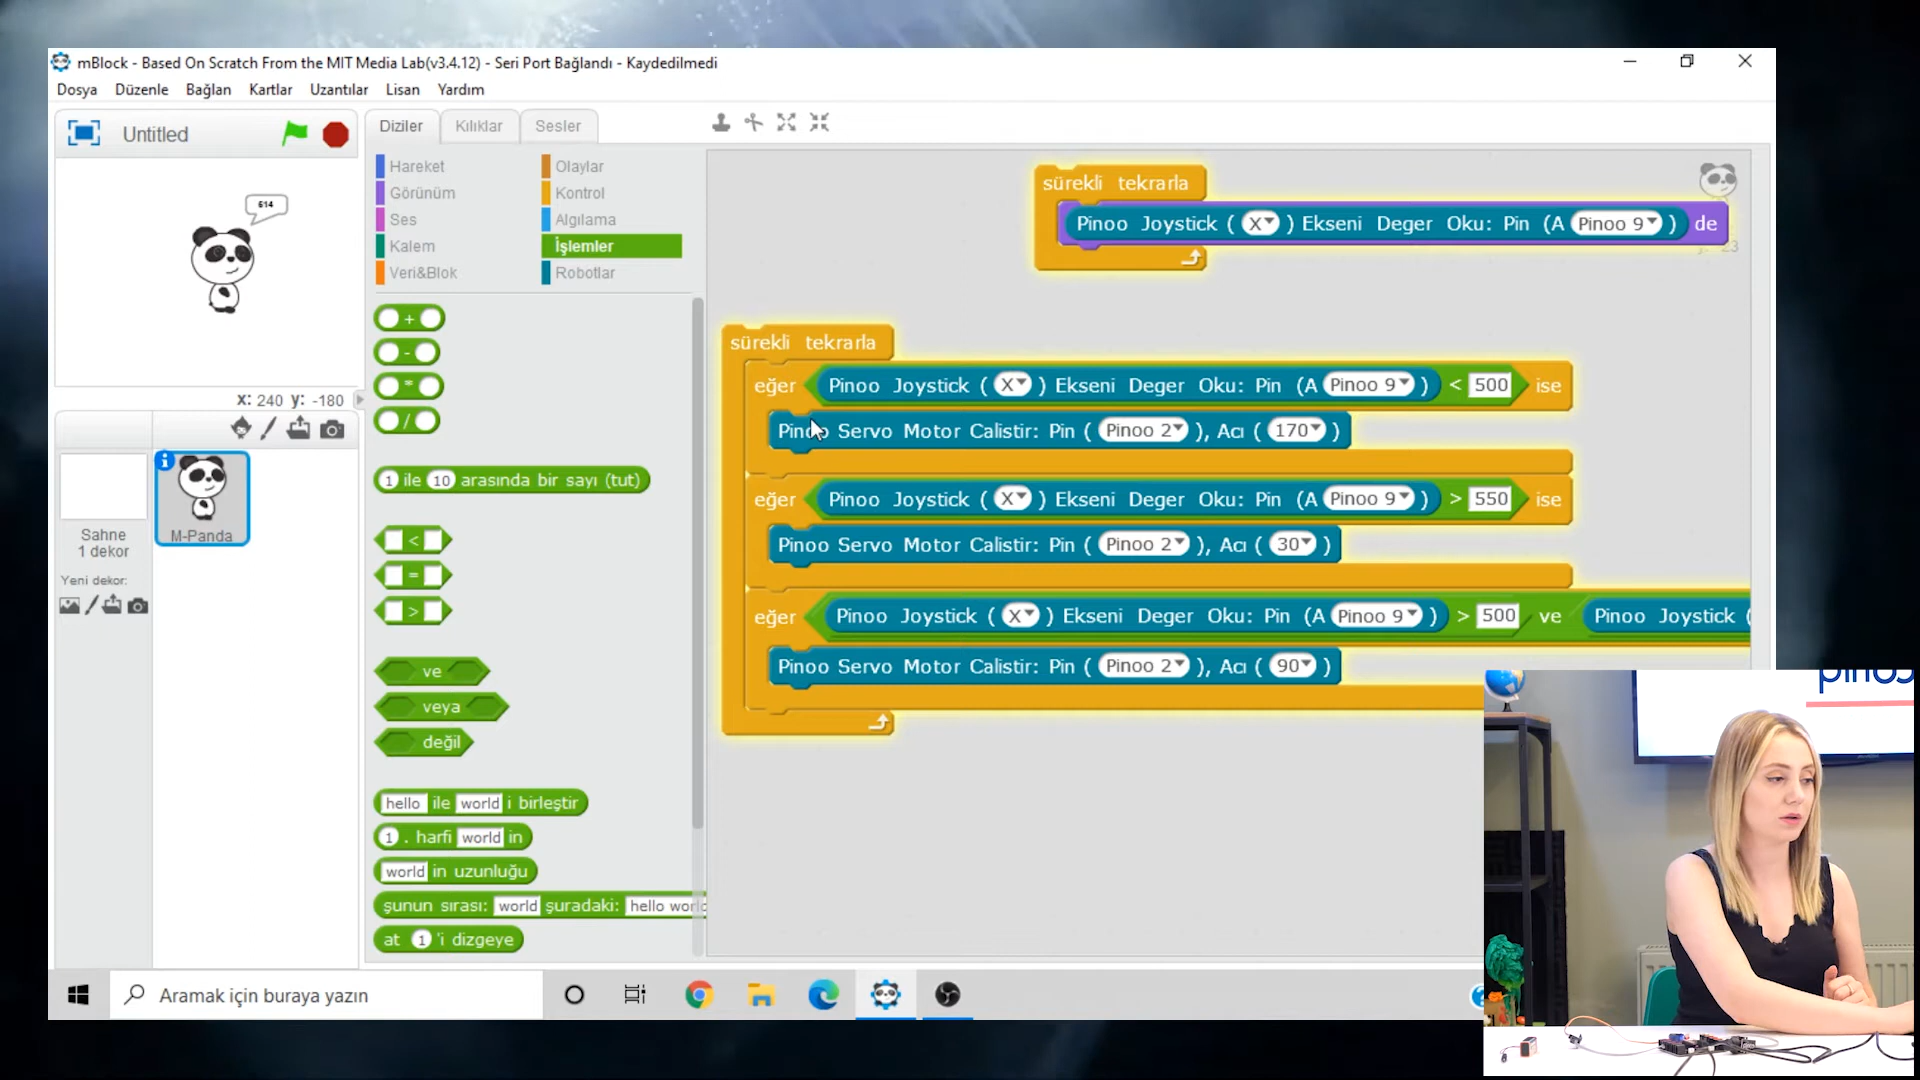 mBlock - Based On Scratch From the MIT Media Lab(v3.4.12) - Seri Port Bağlandı - Kaydedilmedi
Dosya Düzenle Bağlan Kartlar Uzantılar Lisan Yardım
Untitled
614
x: 240 y: -180
Sahne
1 dekor
M-Panda
Yeni dekor:
Diziler Kılıklar Sesler
Hareket Olaylar
Görünüm Kontrol
Ses Algılama
Kalem İşlemler
Veri&Blok Robotlar
+
-
*
/
1 ile 10 arasında bir sayı (tut)
<
=
>
ve
veya
değil
hello ile world i birleştir
1 . harfi world in
world in uzunluğu
şunun sırası: world şuradaki: hello
at 1 'i dizgeye
sürekli tekrarla
Pinoo Joystick ( X ) Ekseni Deger Oku: Pin (A Pinoo 9 ) de
sürekli tekrarla
eğer Pinoo Joystick ( X ) Ekseni Deger Oku: Pin (A Pinoo 9 ) < 500 ise
Pinoo Servo Motor Calistir: Pin ( Pinoo 2 ), Acı ( 170 )
eğer Pinoo Joystick ( X ) Ekseni Deger Oku: Pin (A Pinoo 9 ) > 550 ise
Pinoo Servo Motor Calistir: Pin ( Pinoo 2 ), Acı ( 30 )
eğer Pinoo Joystick ( X ) Ekseni Deger Oku: Pin (A Pinoo 9 ) > 500 ve Pinoo Joystick (
Pinoo Servo Motor Calistir: Pin ( Pinoo 2 ), Acı ( 90 )
Aramak için buraya yazın